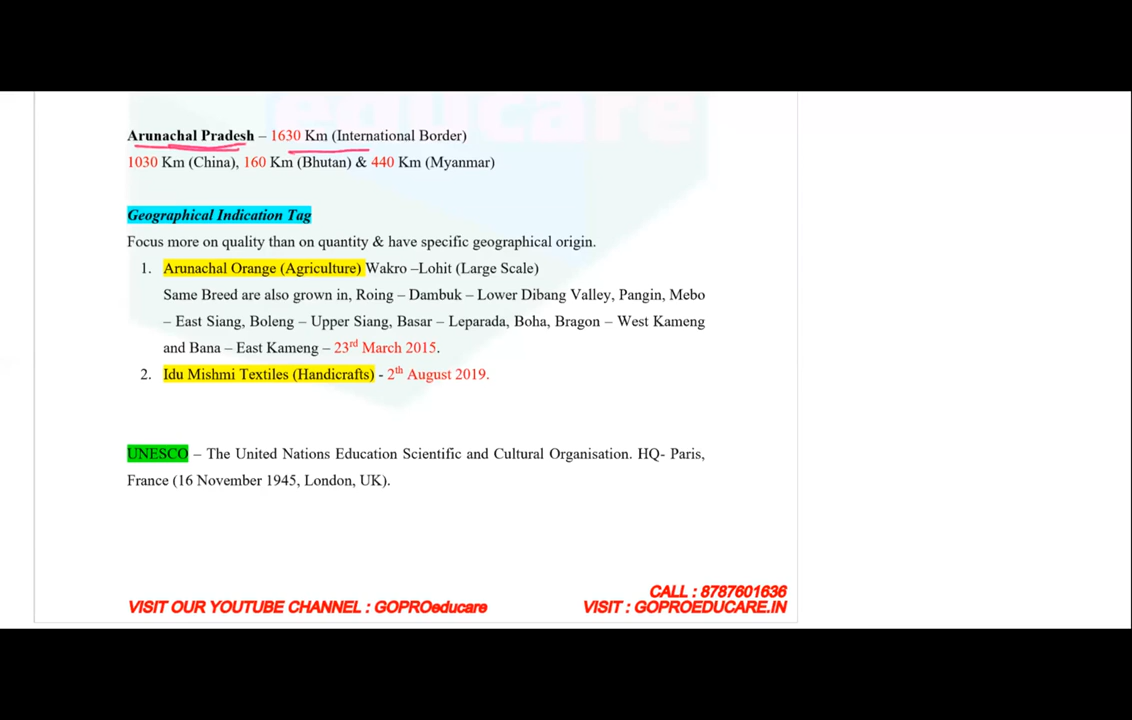 educare
Arunachal Pradesh – 1630 Km (International Border)
1030 Km (China), 160 Km (Bhutan) & 440 Km (Myanmar)
Geographical Indication Tag
Focus more on quality than on quantity & have specific geographical origin.
1. Arunachal Orange (Agriculture) Wakro –Lohit (Large Scale)
Same Breed are also grown in, Roing – Dambuk – Lower Dibang Valley, Pangin, Mebo
– East Siang, Boleng – Upper Siang, Basar – Leparada, Boha, Bragon – West Kameng
and Bana – East Kameng – 23rd March 2015.
2. Idu Mishmi Textiles (Handicrafts) - 2th August 2019.
UNESCO – The United Nations Education Scientific and Cultural Organisation. HQ- Paris,
France (16 November 1945, London, UK).
CALL : 8787601636
VISIT OUR YOUTUBE CHANNEL : GOPROeducare VISIT : GOPROEDUCARE.IN